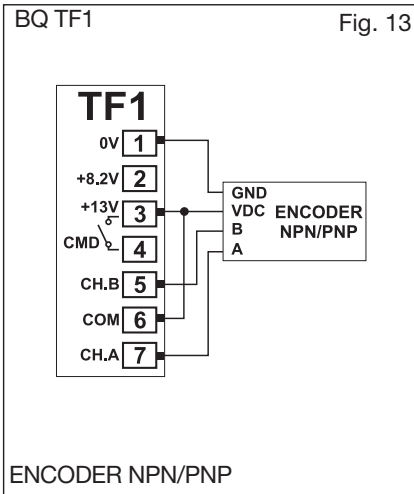 BQ TF1
Fig. 13
TF1
0V 1
+8.2V 2
+13V 3
CMD 4
CH.B 5
COM 6
CH.A 7
GND
VDC ENCODER
B NPN/PNP
A
ENCODER NPN/PNP